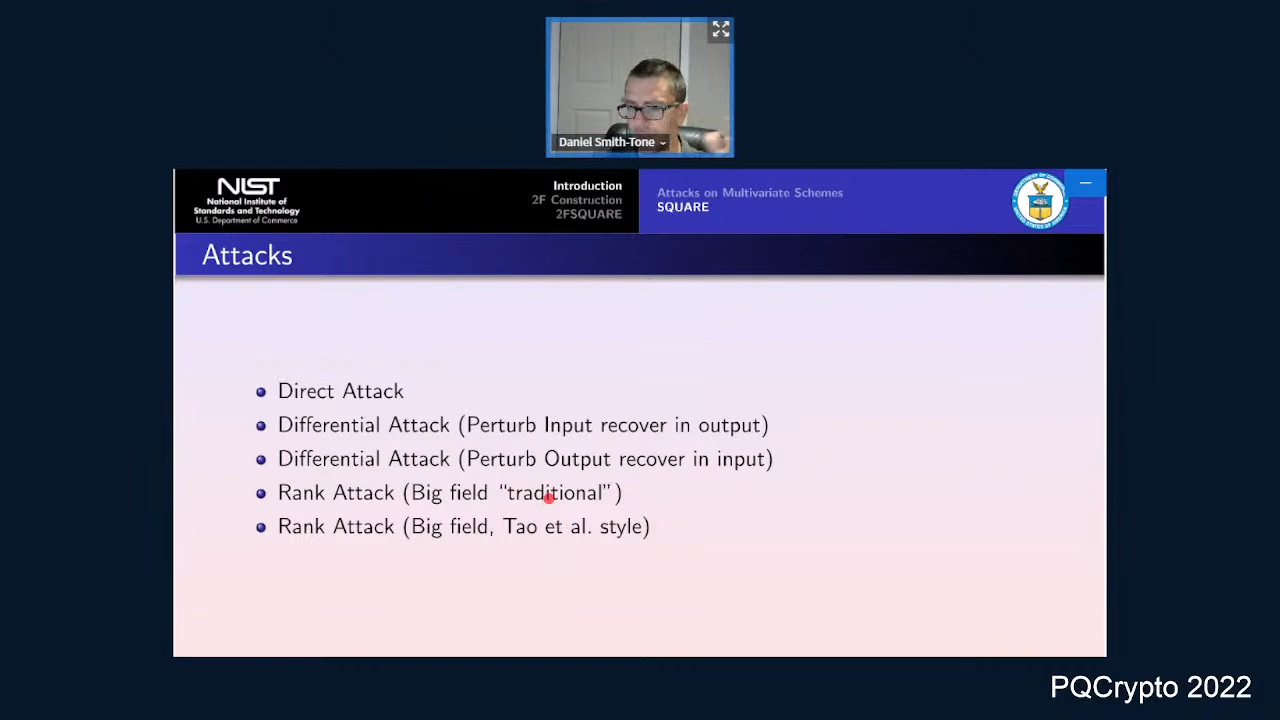 Daniel Smith-Tone
NIST
National Institute of
Standards and Technology
U.S. Department of Commerce
Introduction
2F Construction
2FSQUARE
Attacks on Multivariate Schemes
SQUARE
Attacks
Direct Attack
Differential Attack (Perturb Input recover in output)
Differential Attack (Perturb Output recover in input)
Rank Attack (Big field “traditional”)
Rank Attack (Big field, Tao et al. style)
PQCrypto 2022